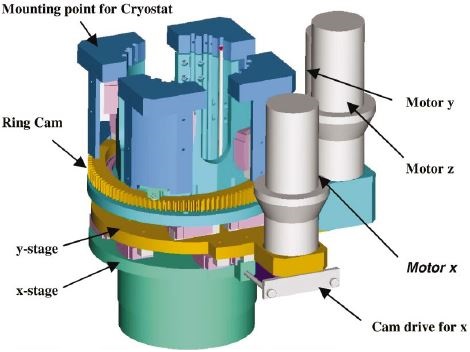 Mounting point for Cryostat
Motor y
Ring Cam
Motor z
y-stage
Motor x
x-stage
Cam drive for x